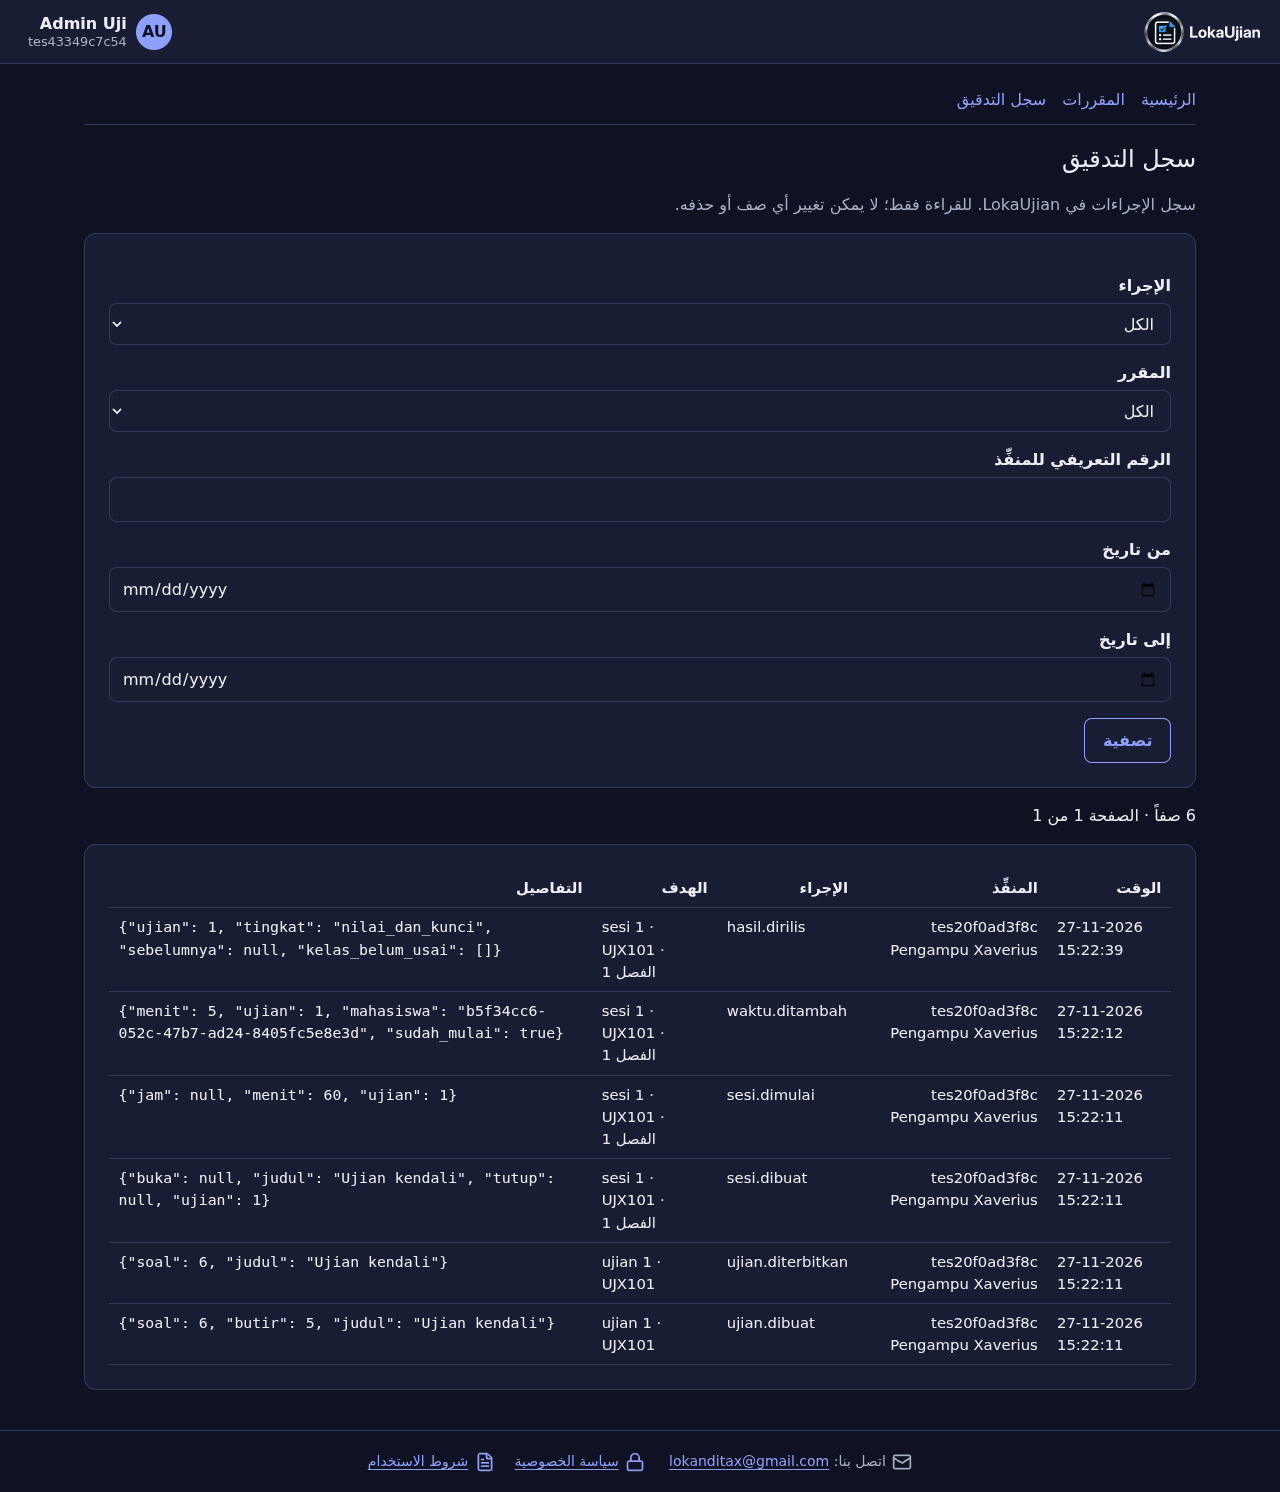 LokaUjian
Admin Uji
tes43349c7c54
AU
الرئيسية المقررات سجل التدقيق
سجل التدقيق
سجل الإجراءات في LokaUjian. للقراءة فقط؛ لا يمكن تغيير أي صف أو حذفه.
الإجراء
الكل
المقرر
الكل
الرقم التعريفي للمنفِّذ
من تاريخ
mm/dd/yyyy
إلى تاريخ
mm/dd/yyyy
تصفية
6 صفاً · الصفحة 1 من 1
الوقت المنفِّذ الإجراء الهدف التفاصيل
27-11-2026 15:22:39
tes20f0ad3f8c
Pengampu Xaverius
hasil.dirilis
sesi 1 ·
UJX101 ·
الفصل 1
{"ujian": 1, "tingkat": "nilai_dan_kunci",
"sebelumnya": null, "kelas_belum_usai": []}
27-11-2026 15:22:12
tes20f0ad3f8c
Pengampu Xaverius
waktu.ditambah
sesi 1 ·
UJX101 ·
الفصل 1
{"menit": 5, "ujian": 1, "mahasiswa": "b5f34cc6-
052c-47b7-ad24-8405fc5e8e3d", "sudah_mulai": true}
27-11-2026 15:22:11
tes20f0ad3f8c
Pengampu Xaverius
sesi.dimulai
sesi 1 ·
UJX101 ·
الفصل 1
{"jam": null, "menit": 60, "ujian": 1}
27-11-2026 15:22:11
tes20f0ad3f8c
Pengampu Xaverius
sesi.dibuat
sesi 1 ·
UJX101 ·
الفصل 1
{"buka": null, "judul": "Ujian kendali", "tutup":
null, "ujian": 1}
27-11-2026 15:22:11
tes20f0ad3f8c
Pengampu Xaverius
ujian.diterbitkan
ujian 1 ·
UJX101
{"soal": 6, "judul": "Ujian kendali"}
27-11-2026 15:22:11
tes20f0ad3f8c
Pengampu Xaverius
ujian.dibuat
ujian 1 ·
UJX101
{"soal": 6, "butir": 5, "judul": "Ujian kendali"}
اتصل بنا: lokanditax@gmail.com سياسة الخصوصية شروط الاستخدام